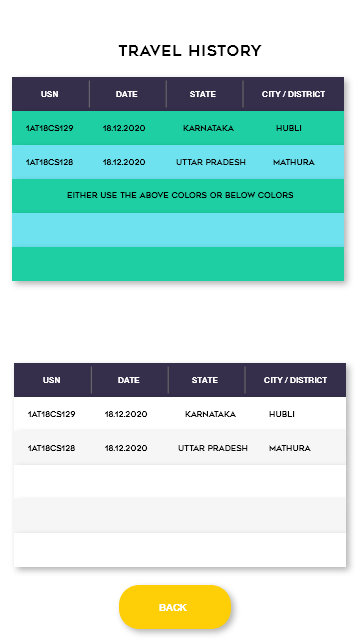 TRAVEL HISTORY
USN DATE STATE CITY / DISTRICT
1AT18CS129 18.12.2020 KARNATAKA HUBLI
1AT18CS128 18.12.2020 UTTAR PRADESH MATHURA
EITHER USE THE ABOVE COLORS OR BELOW COLORS
USN DATE STATE CITY / DISTRICT
1AT18CS129 18.12.2020 KARNATAKA HUBLI
1AT18CS128 18.12.2020 UTTAR PRADESH MATHURA
BACK